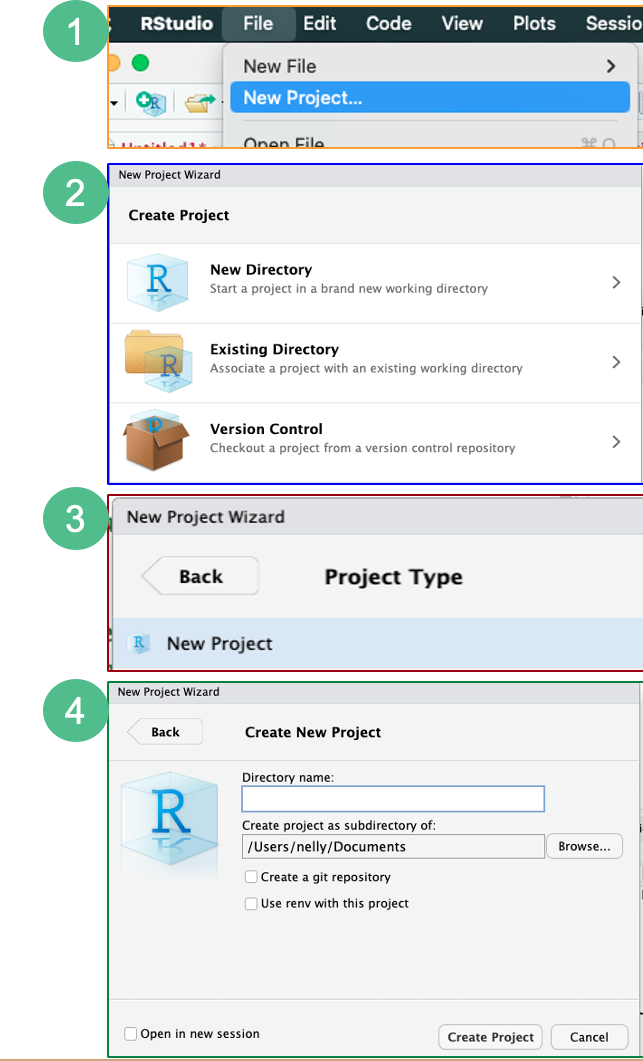 1
RStudio File Edit Code View Plots Sessio
New File
New Project...
Untitled1*
Open File
2
New Project Wizard
Create Project
New Directory
Start a project in a brand new working directory
Existing Directory
Associate a project with an existing working directory
Version Control
Checkout a project from a version control repository
3
New Project Wizard
Back Project Type
R New Project
4
New Project Wizard
Back Create New Project
R
Directory name:
Create project as subdirectory of:
/Users/nelly/Documents Browse...
Create a git repository
Use renv with this project
Open in new session Create Project Cancel